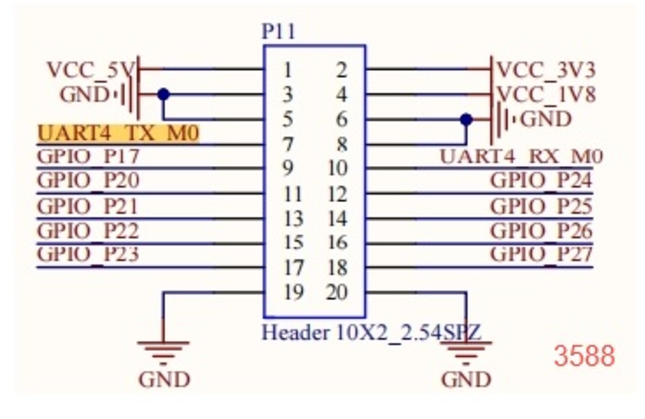 P11
VCC_5V 1 2 VCC_3V3
GND 3 4 VCC_1V8
5 6 GND
UART4_TX_M0 7 8
GPIO_P17 9 10 UART4_RX_M0
GPIO_P20 11 12 GPIO_P24
GPIO_P21 13 14 GPIO_P25
GPIO_P22 15 16 GPIO_P26
GPIO_P23 17 18 GPIO_P27
19 20
Header 10X2_2.54SPZ
GND GND
3588